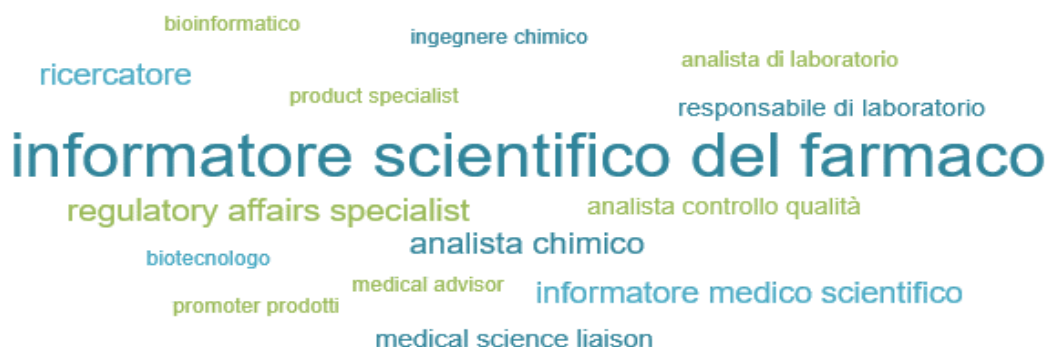 bioinformatico
ingegnere chimico
analista di laboratorio
ricercatore
product specialist
responsabile di laboratorio
informatore scientifico del farmaco
regulatory affairs specialist
analista controllo qualità
analista chimico
biotecnologo
medical advisor
informatore medico scientifico
promoter prodotti
medical science liaison